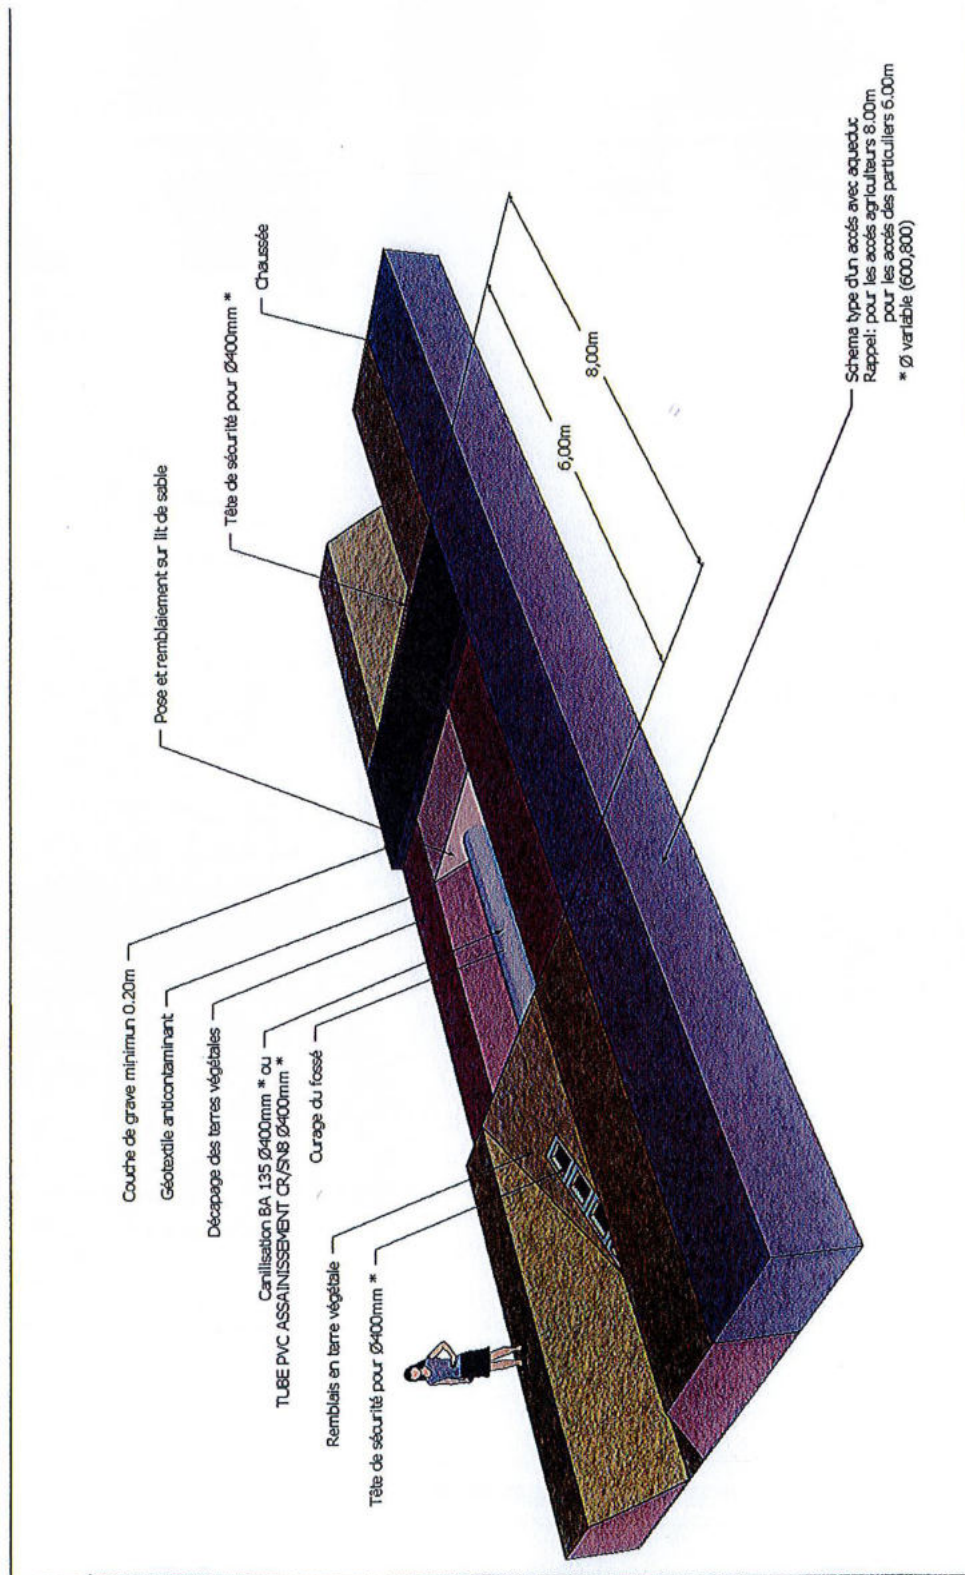 Couche de grave minimun 0.20m
Géotextile anticontaminant
Décapage des terres végétales
Canilisation BA 135 Ø400mm * ou
TUBE PVC ASSAINISSEMENT CR/SN8 Ø400mm *
Curage du fossé
Remblais en terre végétale
Tête de sécurité pour Ø400mm *
Pose et remblaiement sur lit de sable
Tête de sécurité pour Ø400mm *
Chaussée
6,00m
8,00m
Schema type d'un accés avec aqueduc
Rappel: pour les accés agriculteurs 8.00m
pour les accés des particuliers 6.00m
* Ø variable (600,800)